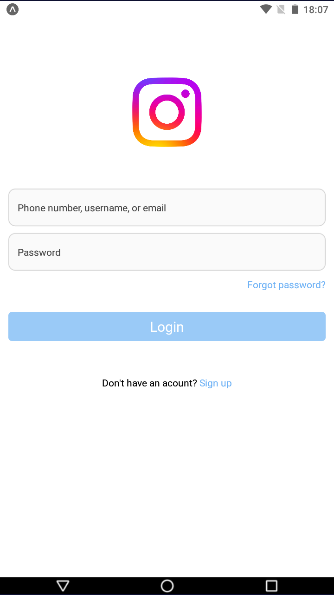 18:07
Phone number, username, or email
Password
Forgot password?
Login
Don't have an acount? Sign up